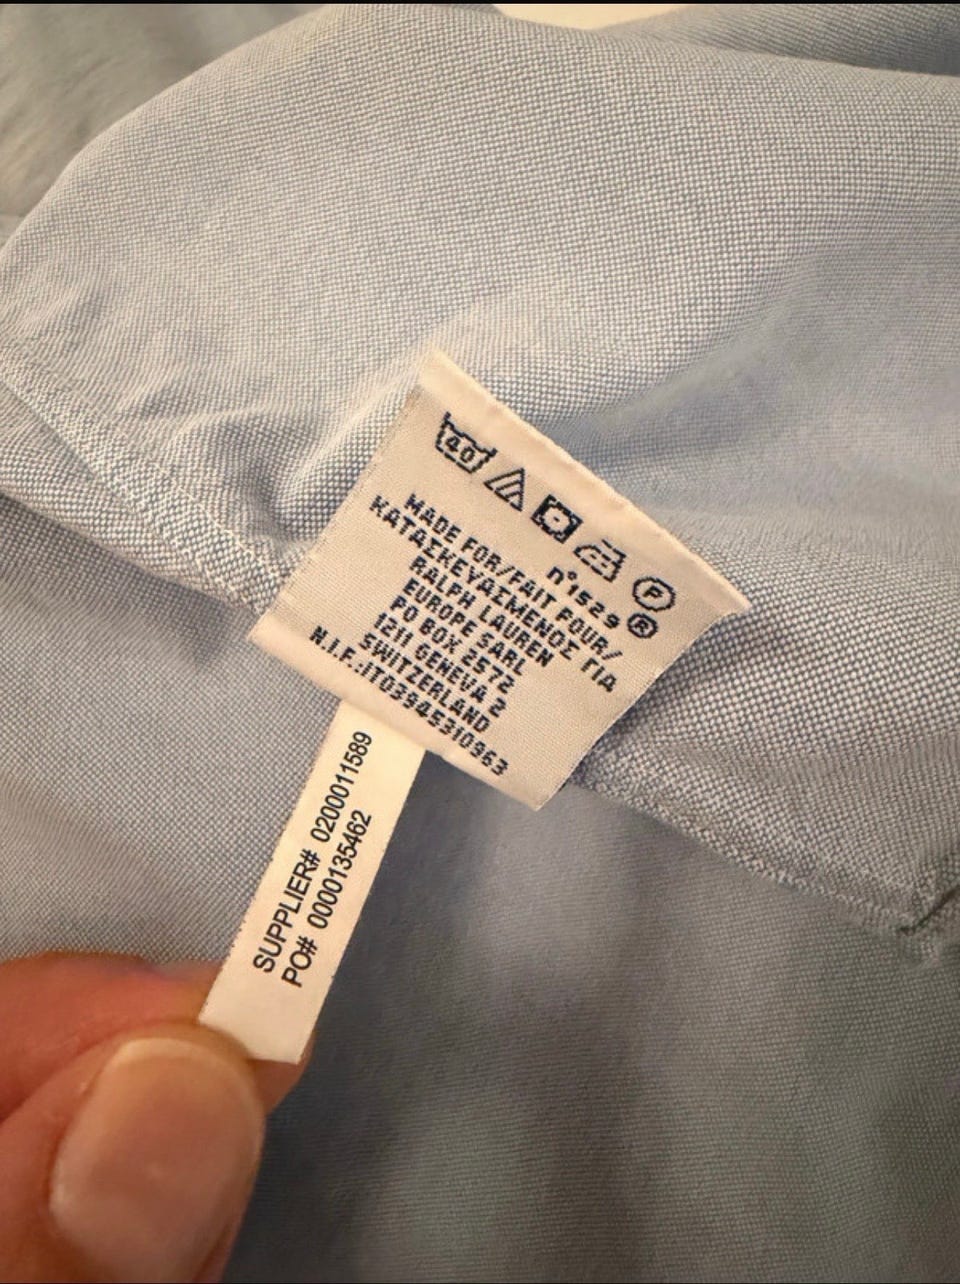 40
P
n°1529 ®
MADE FOR/FAIT POUR/
ΚΑΤΑΣΚΕΥΑΣΜΕΝΟΣ ΓΙΑ
RALPH LAUREN
EUROPE SARL
PO BOX 2572
1211 GENEVA 2
SWITZERLAND
N.I.F.:IT03945310963
SUPPLIER# 0200011589
PO# 0000135462